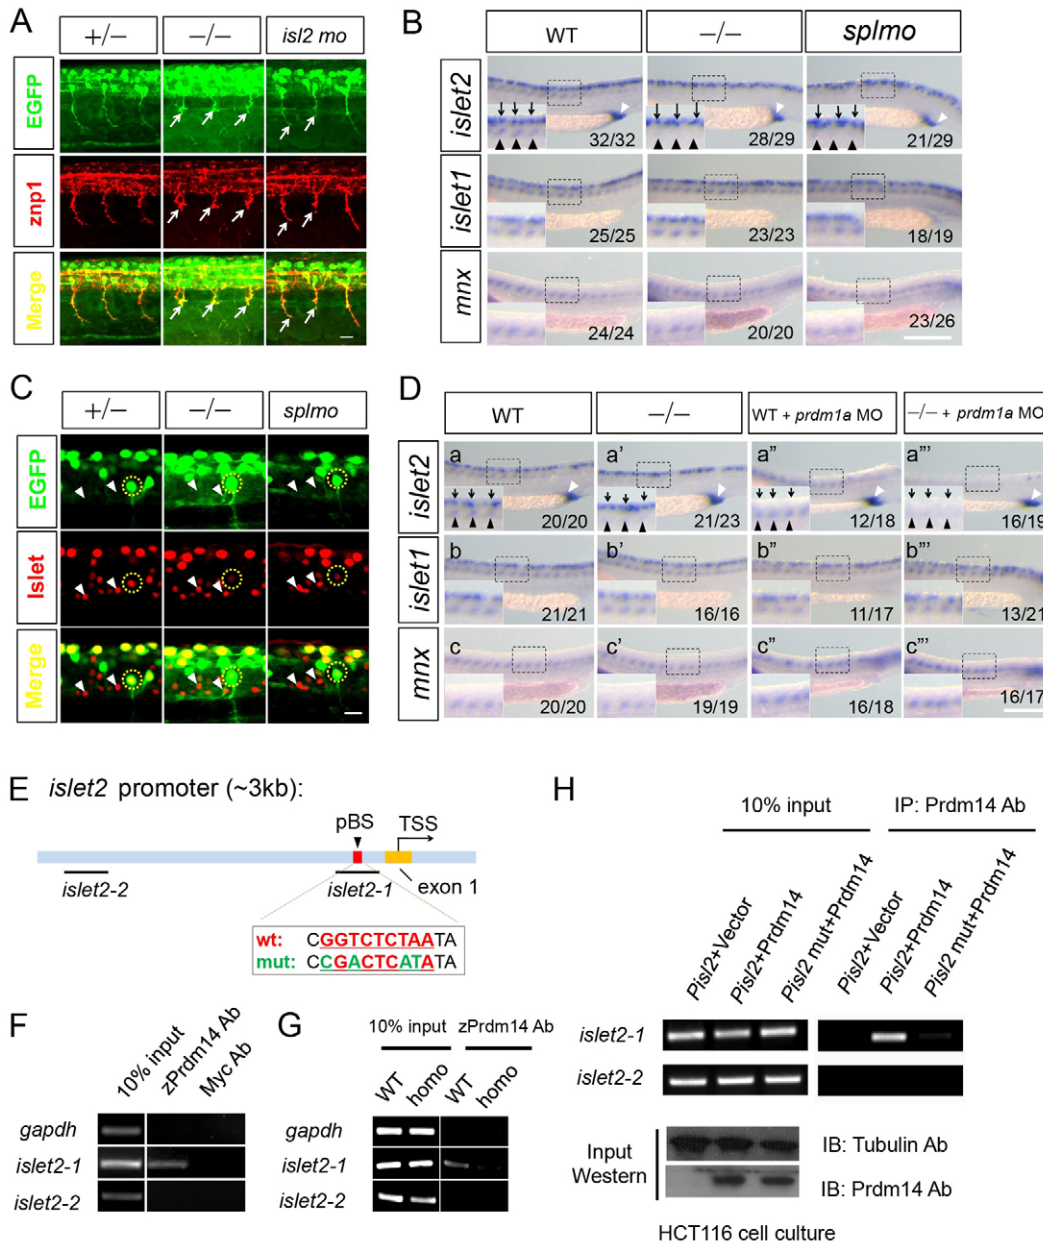 A
+/−
−/−
isl2 mo
EGFP
znp1
Merge
B
WT
−/−
splmo
islet2
32/32
28/29
21/29
islet1
25/25
23/23
18/19
mnx
24/24
20/20
23/26
C
+/−
−/−
splmo
EGFP
Islet
Merge
D
WT
−/−
WT + prdm1a MO
−/− + prdm1a MO
islet2
a
a'
a''
a'''
20/20
21/23
12/18
16/19
islet1
b
b'
b''
b'''
21/21
16/16
11/17
13/21
mnx
c
c'
c''
c'''
20/20
19/19
16/18
16/17
E
islet2 promoter (~3kb):
pBS
TSS
islet2-2
islet2-1
exon 1
wt: CGGTCTCTAATA
mut: CCGACTCATATA
F
10% input
zPrdm14 Ab
Myc Ab
gapdh
islet2-1
islet2-2
G
10% input
zPrdm14 Ab
WT
homo
WT
homo
gapdh
islet2-1
islet2-2
H
10% input
IP: Prdm14 Ab
Pisl2+Vector
Pisl2+Prdm14
Pisl2 mut+Prdm14
Pisl2+Vector
Pisl2+Prdm14
Pisl2 mut+Prdm14
islet2-1
islet2-2
Input
Western
IB: Tubulin Ab
IB: Prdm14 Ab
HCT116 cell culture